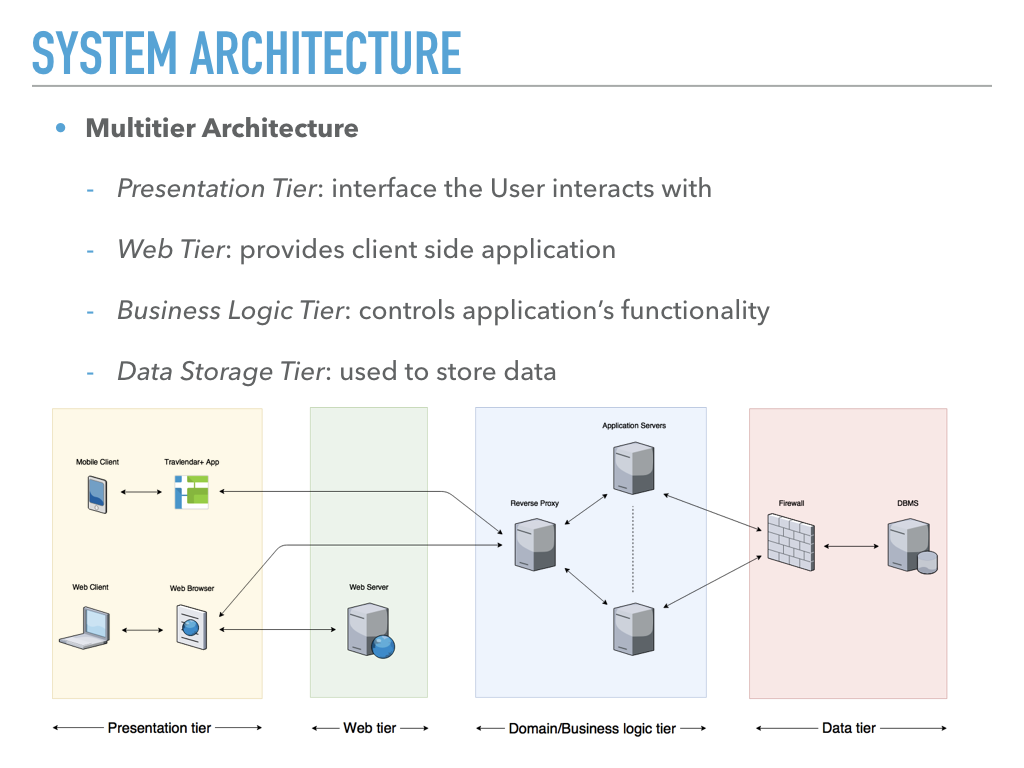 SYSTEM ARCHITECTURE
• Multitier Architecture
- Presentation Tier: interface the User interacts with
- Web Tier: provides client side application
- Business Logic Tier: controls application’s functionality
- Data Storage Tier: used to store data
Application Servers
Mobile Client
Travlendar+ App
Reverse Proxy
Firewall
DBMS
Web Client
Web Browser
Web Server
Presentation tier
Web tier
Domain/Business logic tier
Data tier